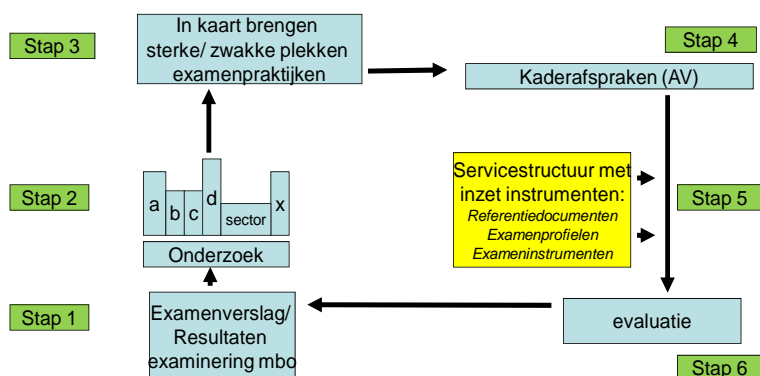 Stap 3
In kaart brengen
sterke/ zwakke plekken
examenpraktijken
Stap 4
Kaderafspraken (AV)
Stap 2
a
b
c
d
sector
x
Onderzoek
Servicestructuur met
inzet instrumenten:
Referentiedocumenten
Examenprofielen
Exameninstrumenten
Stap 5
Stap 1
Examenverslag/
Resultaten
examinering mbo
evaluatie
Stap 6